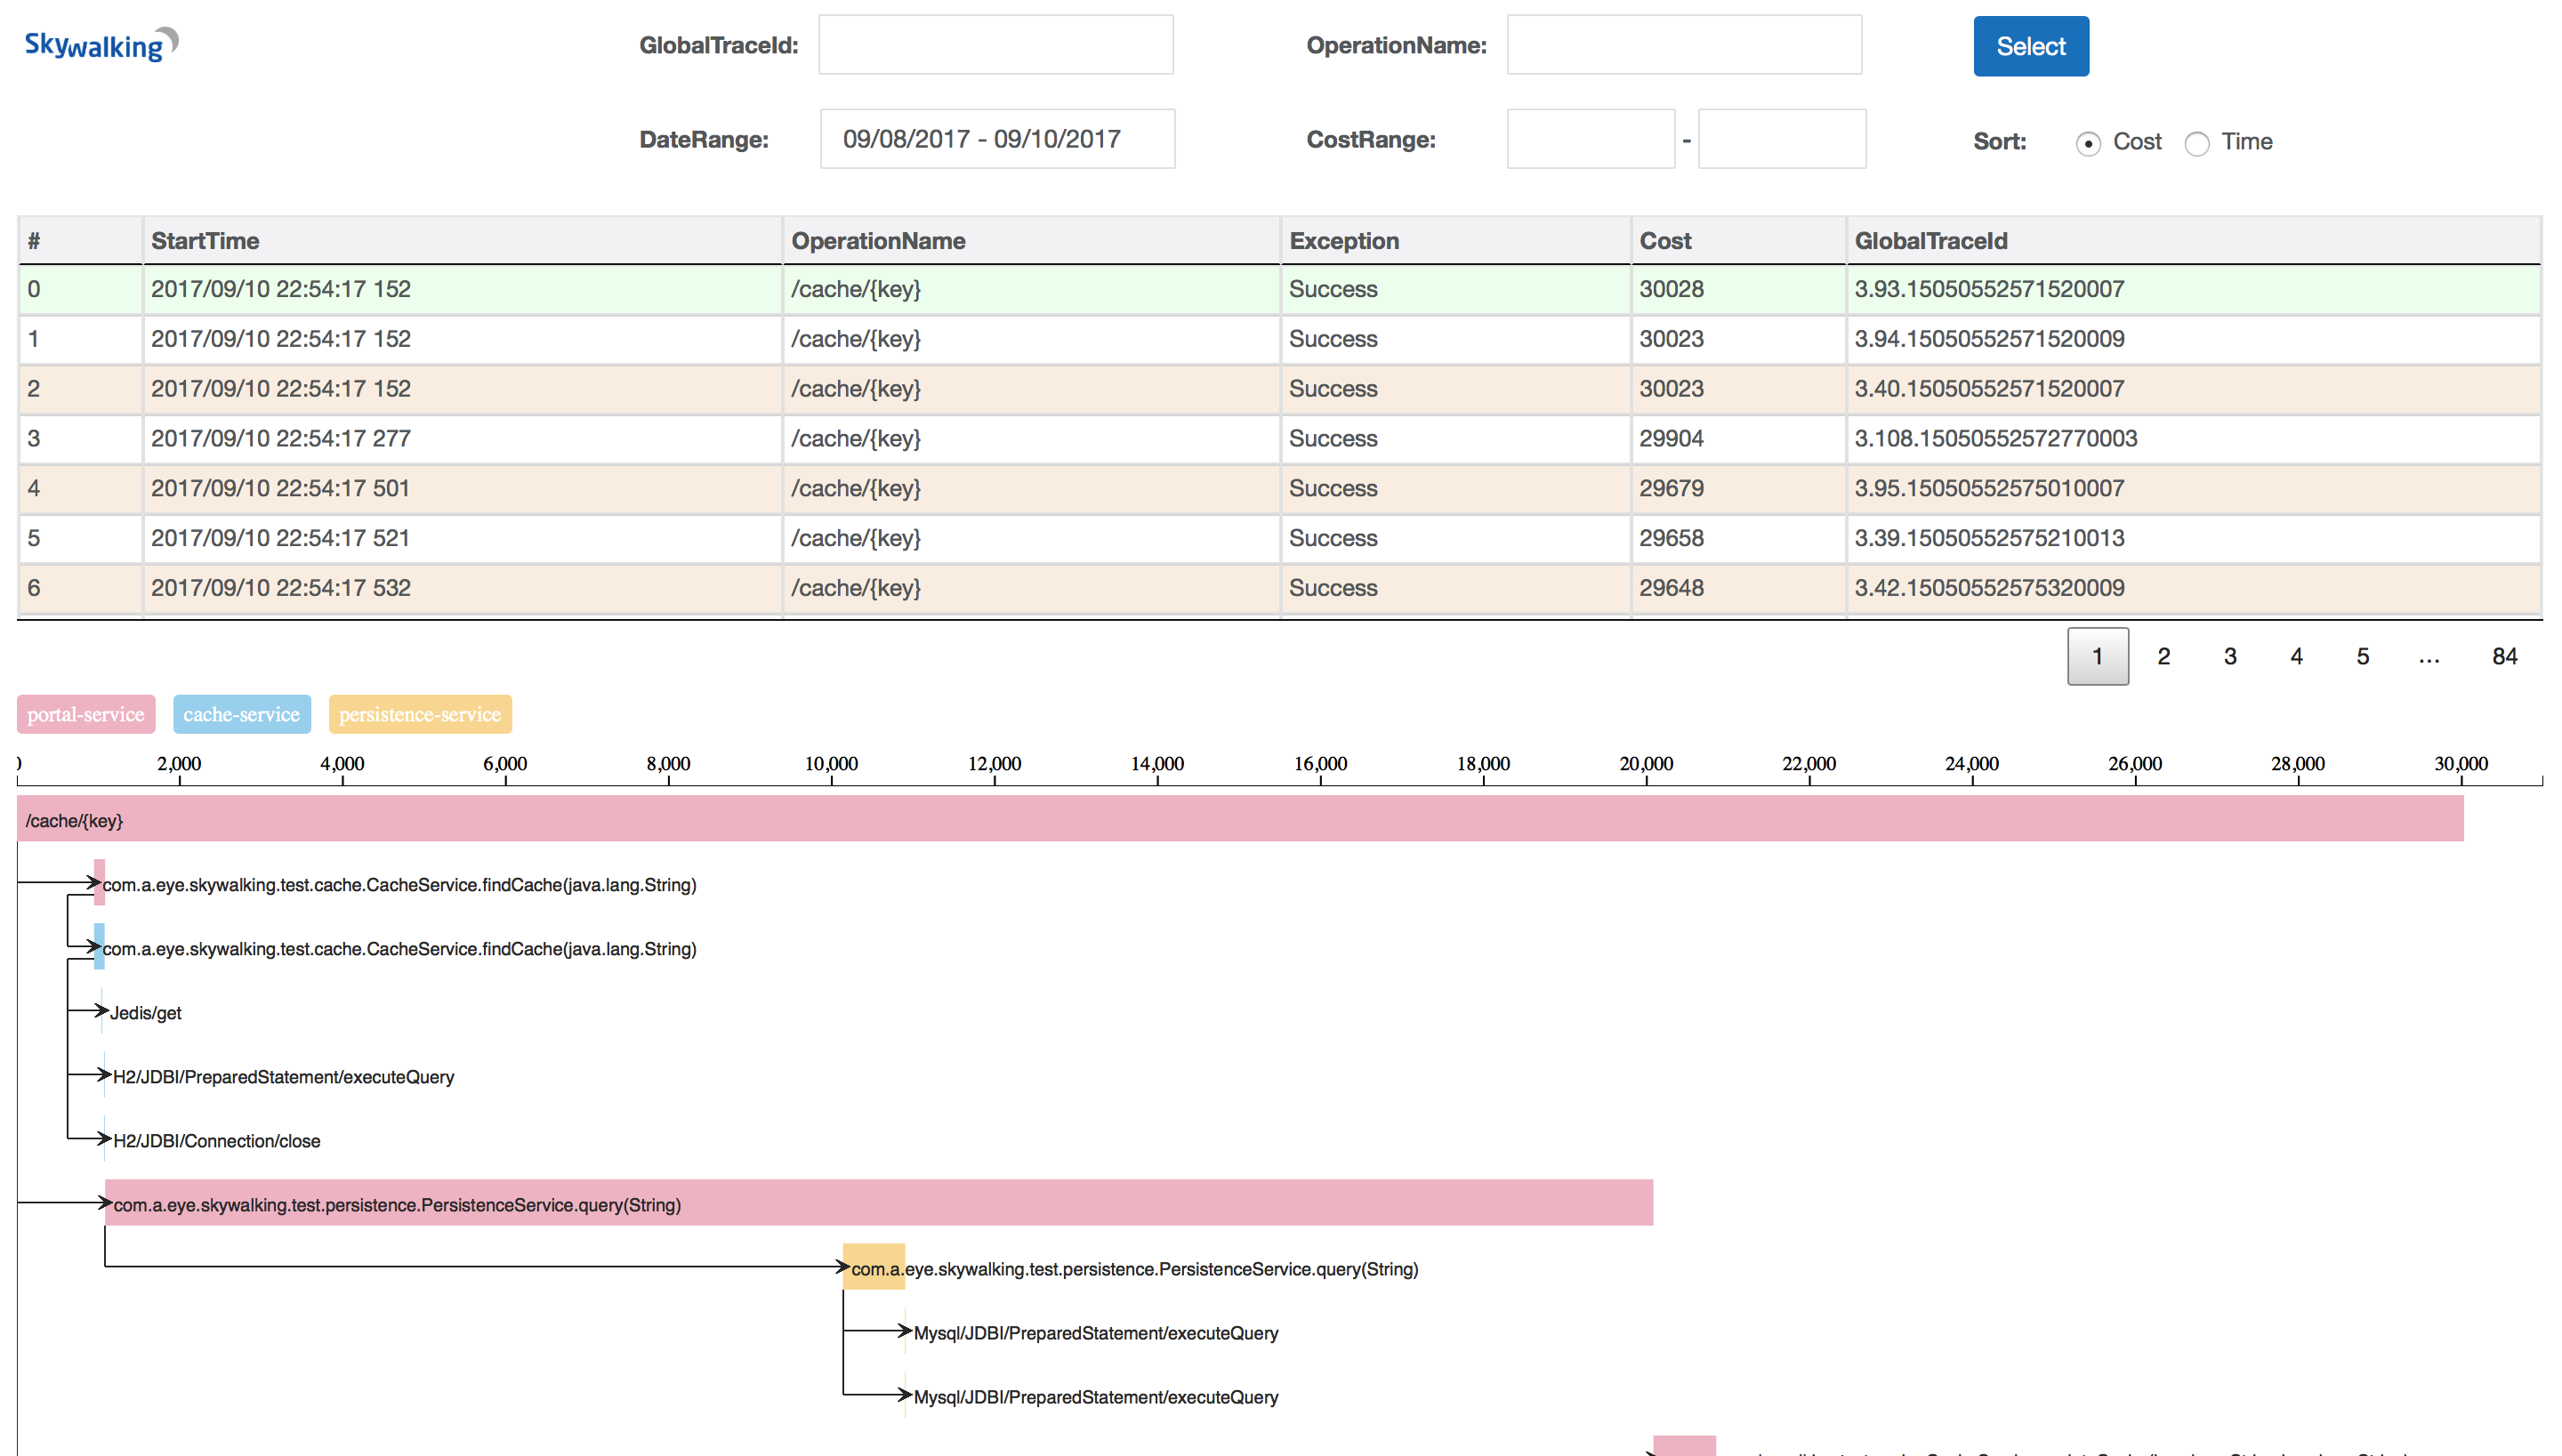 Skywalking
GlobalTraceId:
OperationName:
Select
DateRange: 09/08/2017 - 09/10/2017
CostRange: -
Sort: Cost Time
# StartTime OperationName Exception Cost GlobalTraceId
0 2017/09/10 22:54:17 152 /cache/{key} Success 30028 3.93.15050552571520007
1 2017/09/10 22:54:17 152 /cache/{key} Success 30023 3.94.15050552571520009
2 2017/09/10 22:54:17 152 /cache/{key} Success 30023 3.40.15050552571520007
3 2017/09/10 22:54:17 277 /cache/{key} Success 29904 3.108.15050552572770003
4 2017/09/10 22:54:17 501 /cache/{key} Success 29679 3.95.15050552575010007
5 2017/09/10 22:54:17 521 /cache/{key} Success 29658 3.39.15050552575210013
6 2017/09/10 22:54:17 532 /cache/{key} Success 29648 3.42.15050552575320009
1 2 3 4 5 ... 84
portal-service cache-service persistence-service
0 2,000 4,000 6,000 8,000 10,000 12,000 14,000 16,000 18,000 20,000 22,000 24,000 26,000 28,000 30,000
/cache/{key}
com.a.eye.skywalking.test.cache.CacheService.findCache(java.lang.String)
com.a.eye.skywalking.test.cache.CacheService.findCache(java.lang.String)
Jedis/get
H2/JDBI/PreparedStatement/executeQuery
H2/JDBI/Connection/close
com.a.eye.skywalking.test.persistence.PersistenceService.query(String)
com.a.eye.skywalking.test.persistence.PersistenceService.query(String)
Mysql/JDBI/PreparedStatement/executeQuery
Mysql/JDBI/PreparedStatement/executeQuery